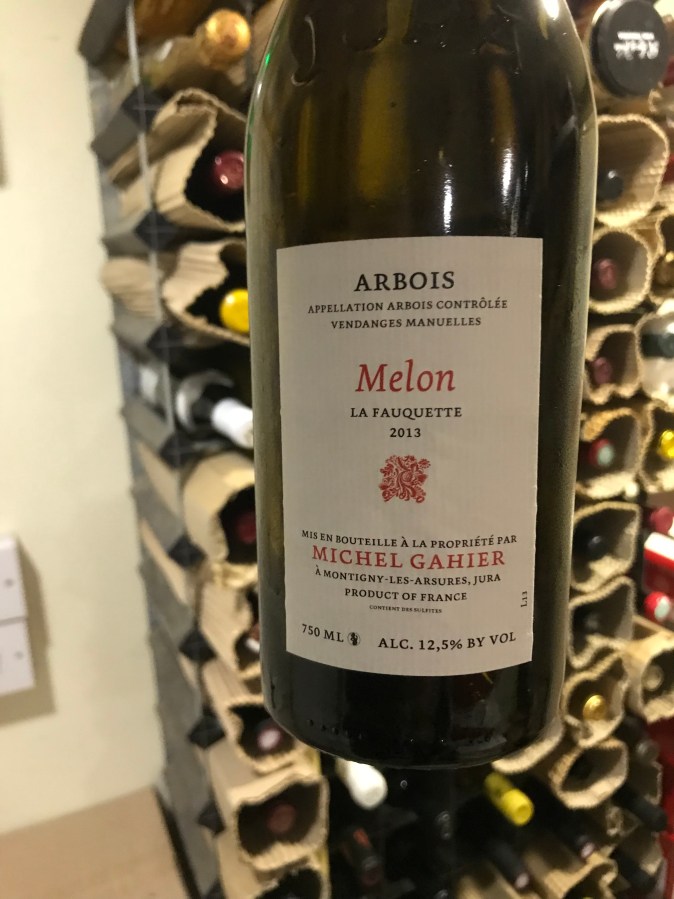 ARBOIS
APPELLATION ARBOIS CONTRÔLÉE
VENDANGES MANUELLES
Melon
LA FAUQUETTE
2013
MIS EN BOUTEILLE À LA PROPRIÉTÉ PAR
MICHEL GAHIER
À MONTIGNY-LES-ARSURES, JURA
PRODUCT OF FRANCE
CONTIENT DES SULFITES
L13
750 ML
ALC. 12,5% BY VOL